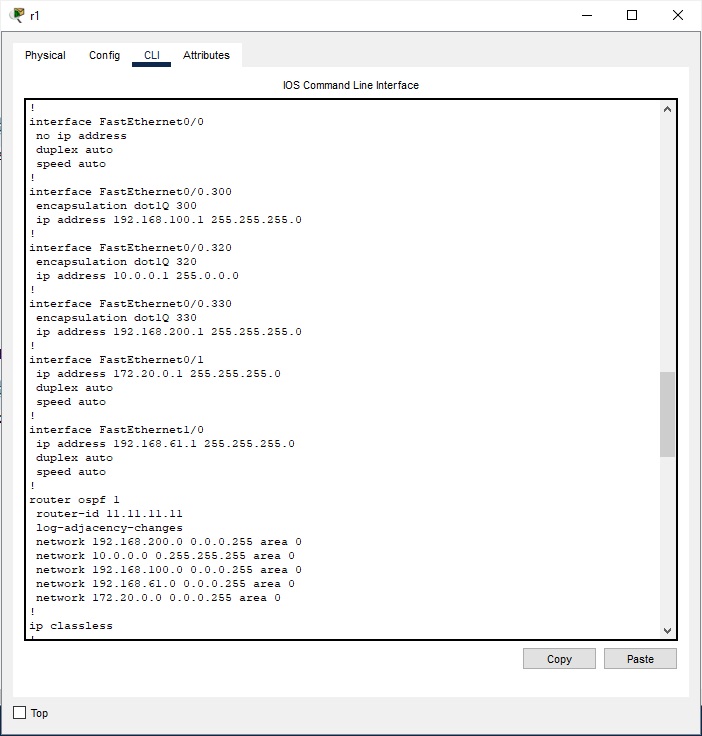 r1
Physical Config CLI Attributes
IOS Command Line Interface
!
interface FastEthernet0/0
no ip address
duplex auto
speed auto
!
interface FastEthernet0/0.300
encapsulation dot1Q 300
ip address 192.168.100.1 255.255.255.0
!
interface FastEthernet0/0.320
encapsulation dot1Q 320
ip address 10.0.0.1 255.0.0.0
!
interface FastEthernet0/0.330
encapsulation dot1Q 330
ip address 192.168.200.1 255.255.255.0
!
interface FastEthernet0/1
ip address 172.20.0.1 255.255.255.0
duplex auto
speed auto
!
interface FastEthernet1/0
ip address 192.168.61.1 255.255.255.0
duplex auto
speed auto
!
router ospf 1
router-id 11.11.11.11
log-adjacency-changes
network 192.168.200.0 0.0.0.255 area 0
network 10.0.0.0 0.255.255.255 area 0
network 192.168.100.0 0.0.0.255 area 0
network 192.168.61.0 0.0.0.255 area 0
network 172.20.0.0 0.0.0.255 area 0
!
ip classless
!
Copy Paste
Top